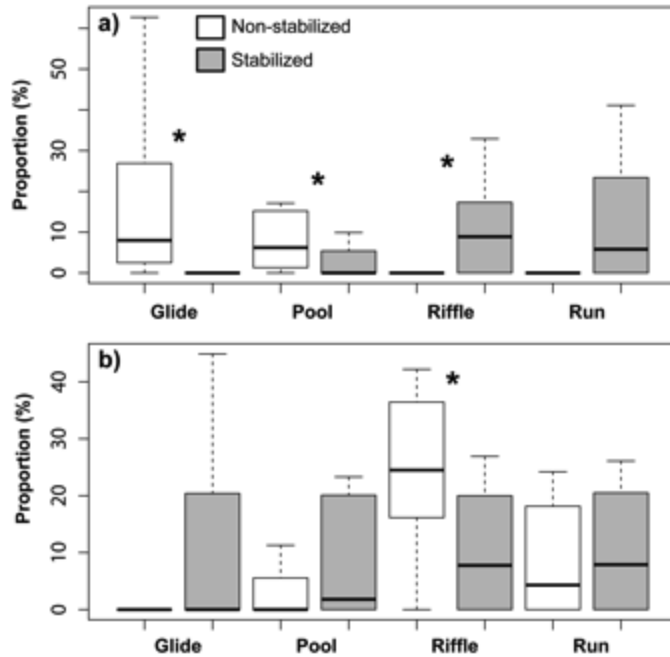 a)
Non-stabilized
Stabilized
Proportion (%)
50
30
10
0
*
*
*
Glide Pool Riffle Run
b)
Proportion (%)
40
30
20
10
0
*
Glide Pool Riffle Run